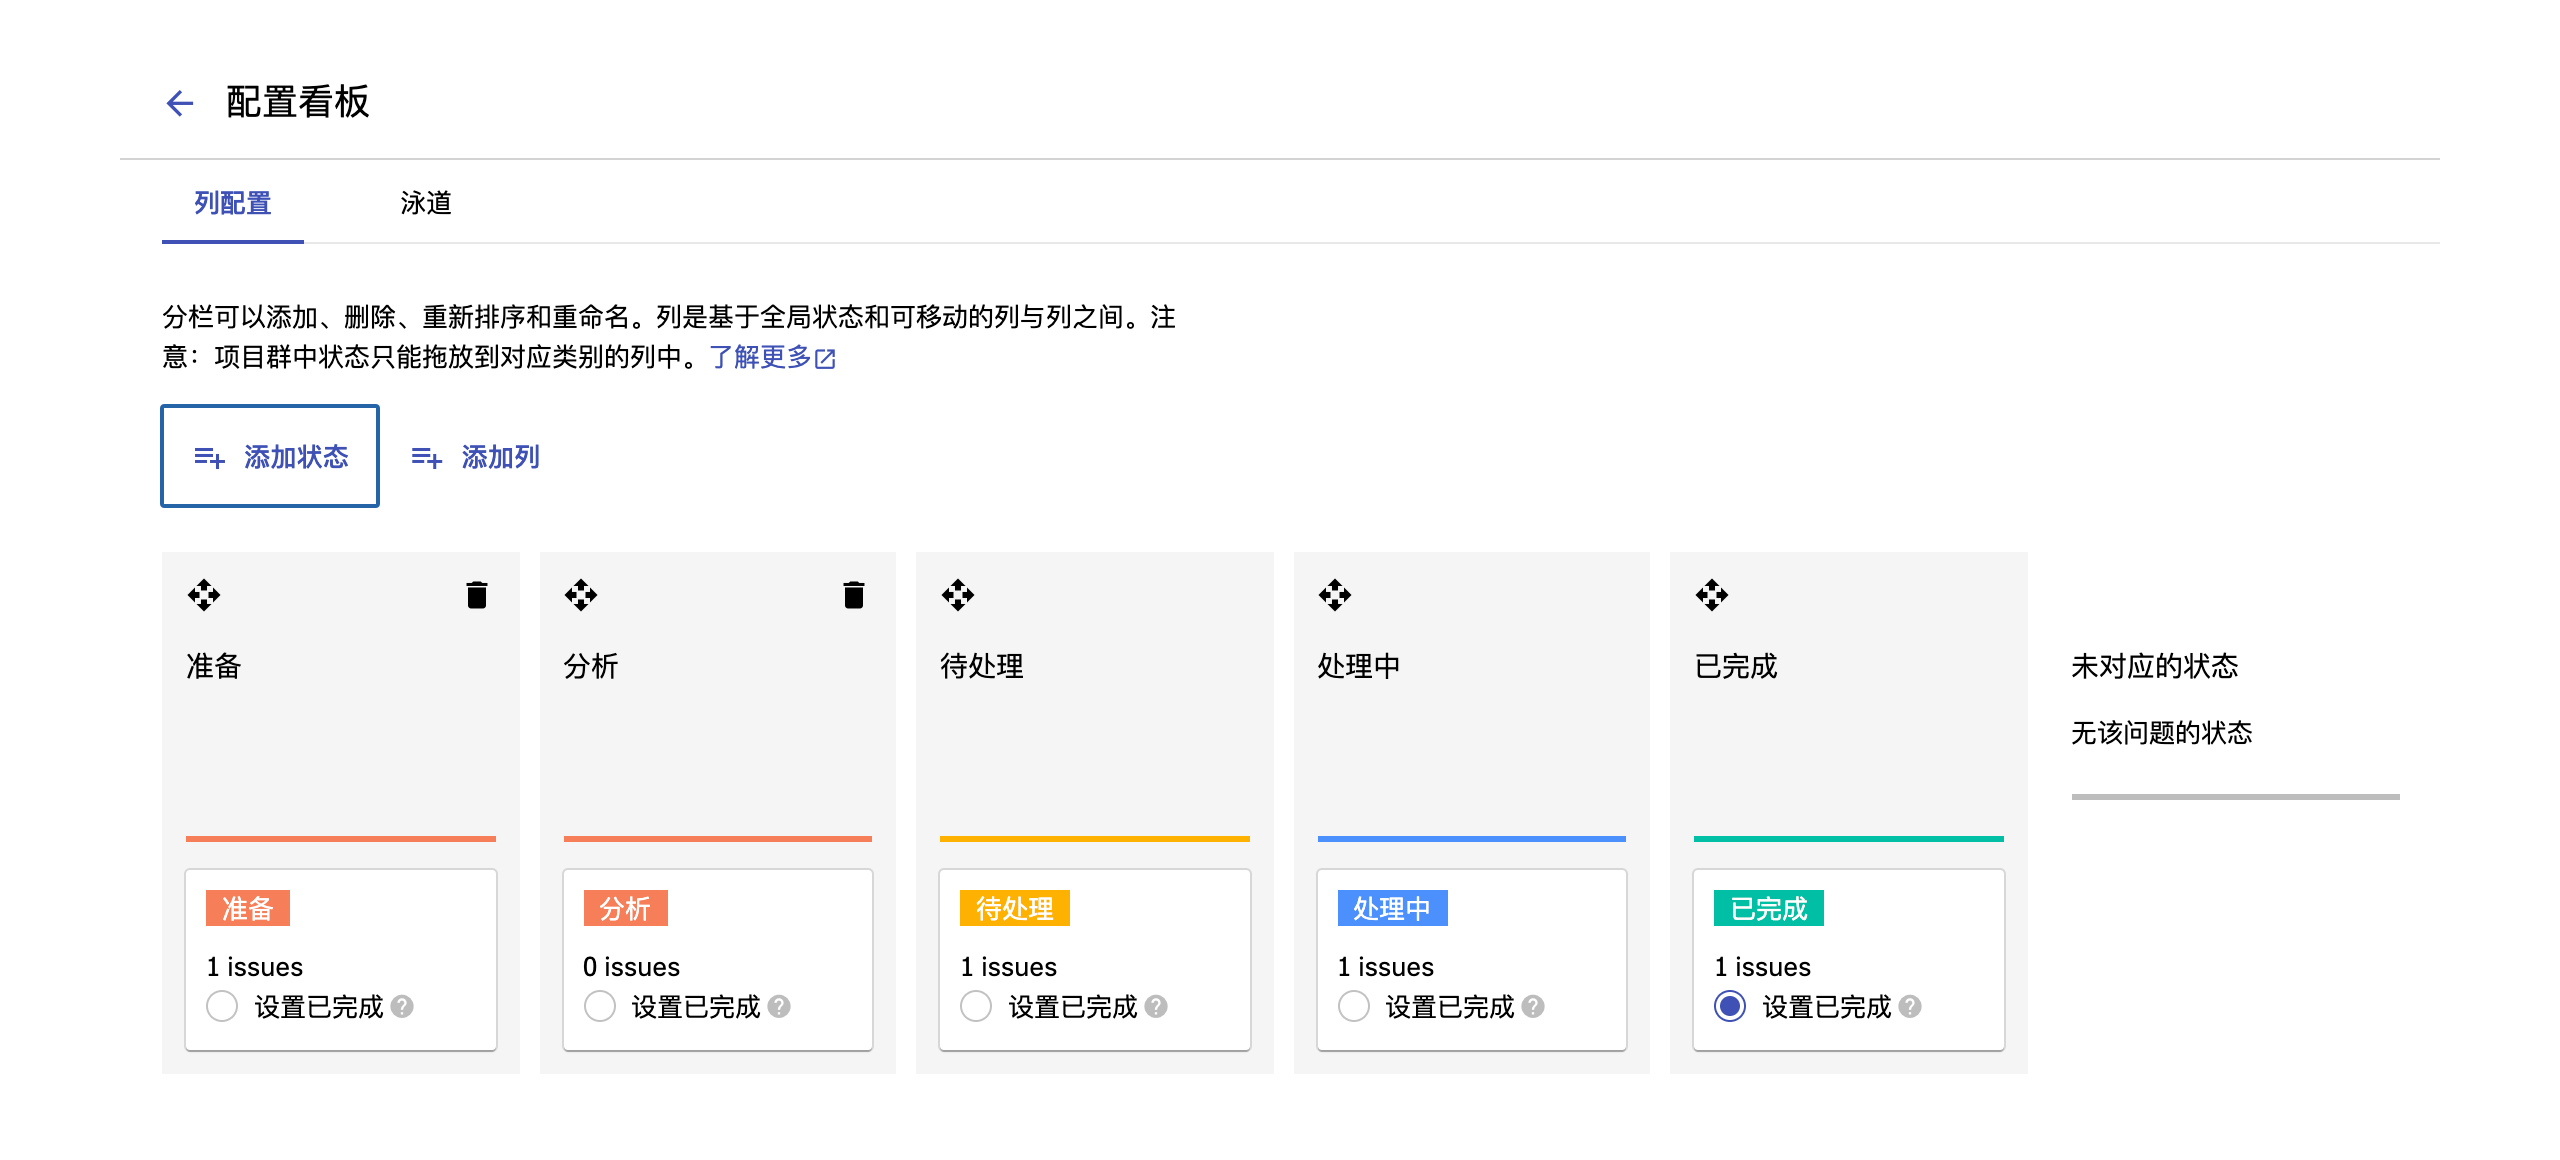 配置看板
列配置
泳道
分栏可以添加、删除、重新排序和重命名。列是基于全局状态和可移动的列与列之间。注
意：项目群中状态只能拖放到对应类别的列中。了解更多
添加状态
添加列
准备
分析
待处理
处理中
已完成
未对应的状态
无该问题的状态
准备
1 issues
设置已完成
分析
0 issues
设置已完成
待处理
1 issues
设置已完成
处理中
1 issues
设置已完成
已完成
1 issues
设置已完成